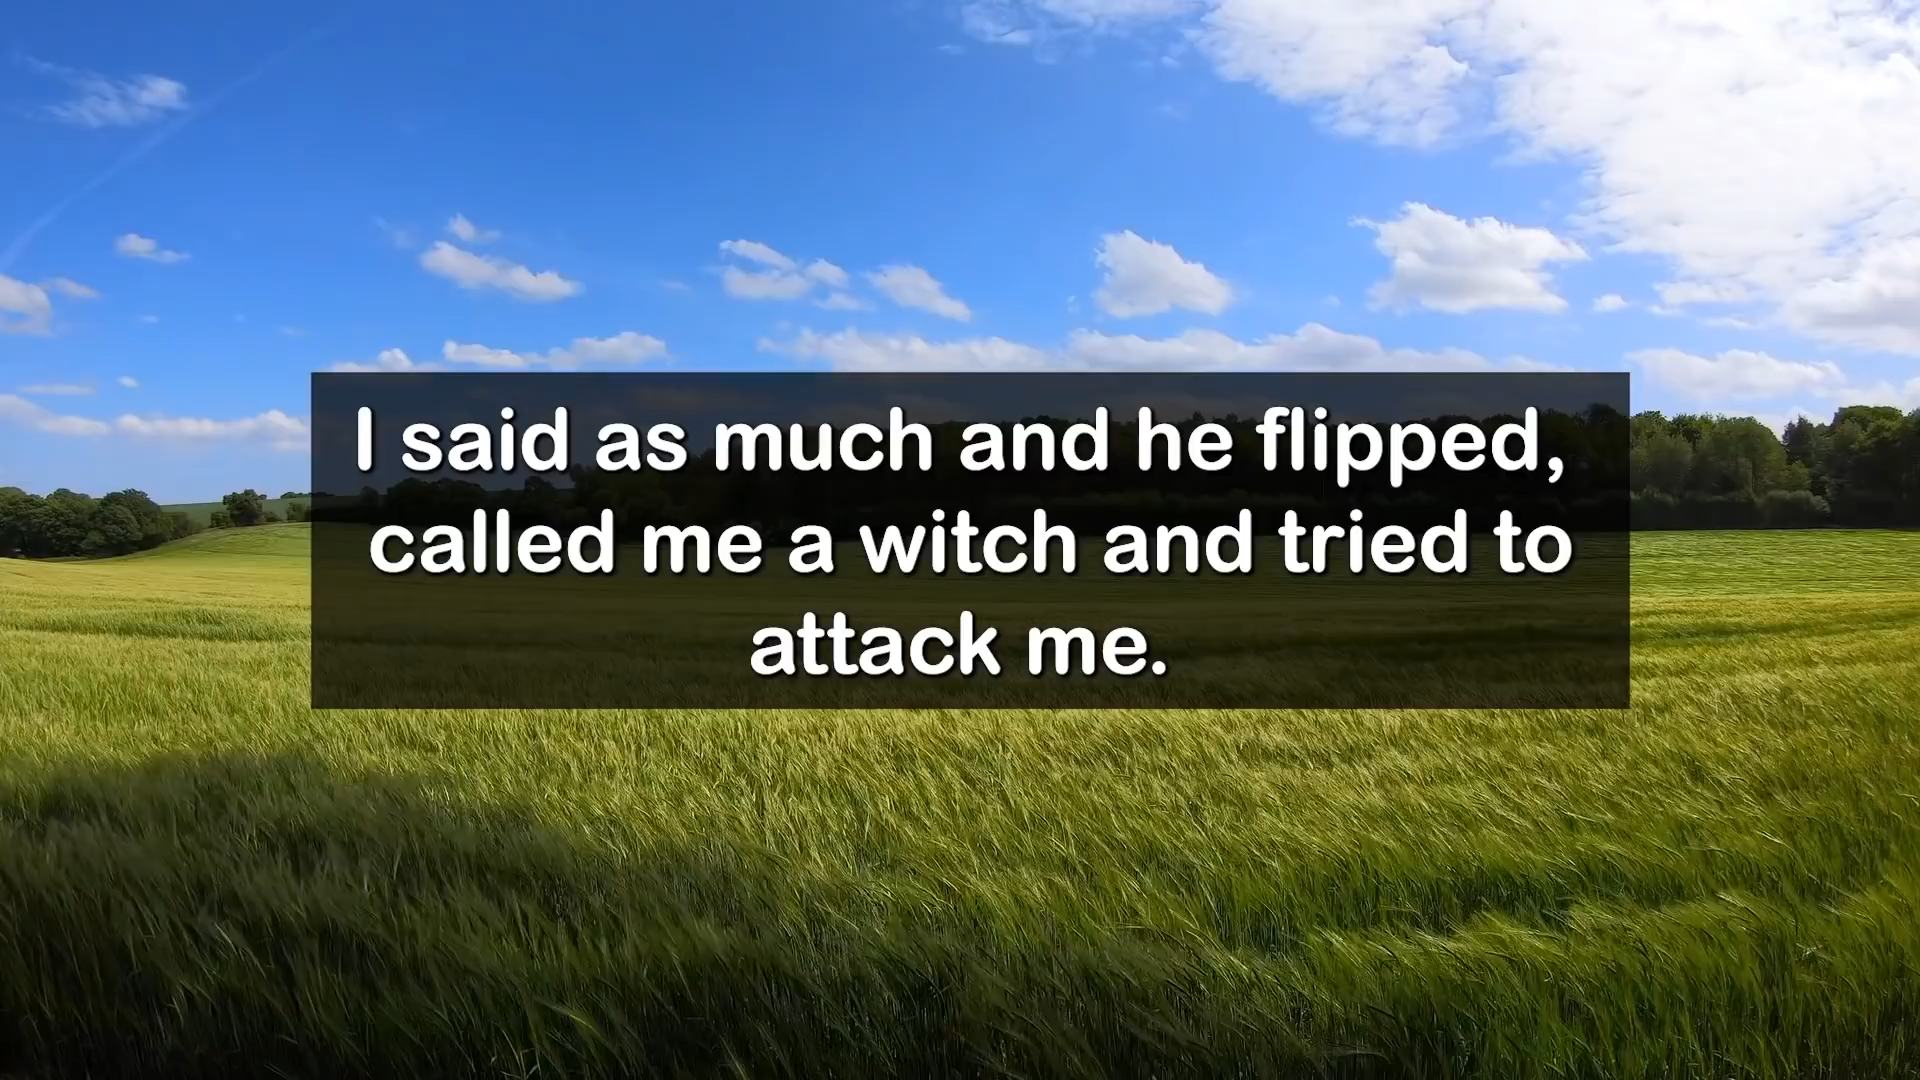 I said as much and he flipped,
called me a witch and tried to
attack me.